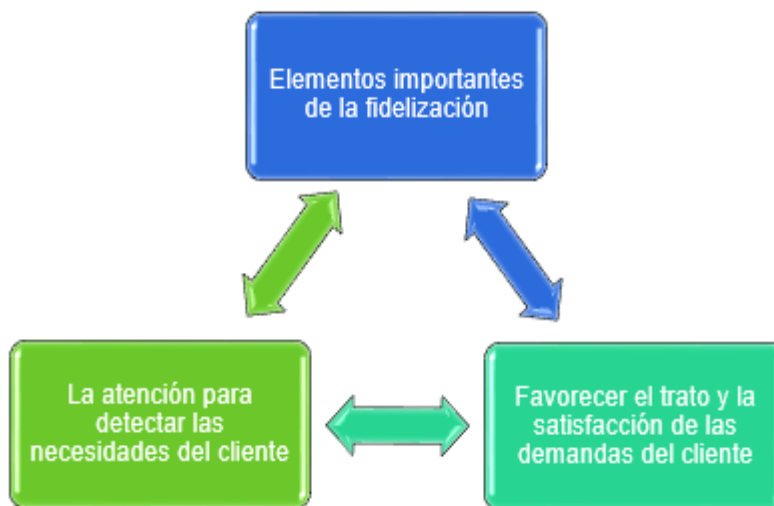 Elementos importantes
de la fidelización
La atención para
detectar las
necesidades del cliente
Favorecer el trato y la
satisfacción de las
demandas del cliente